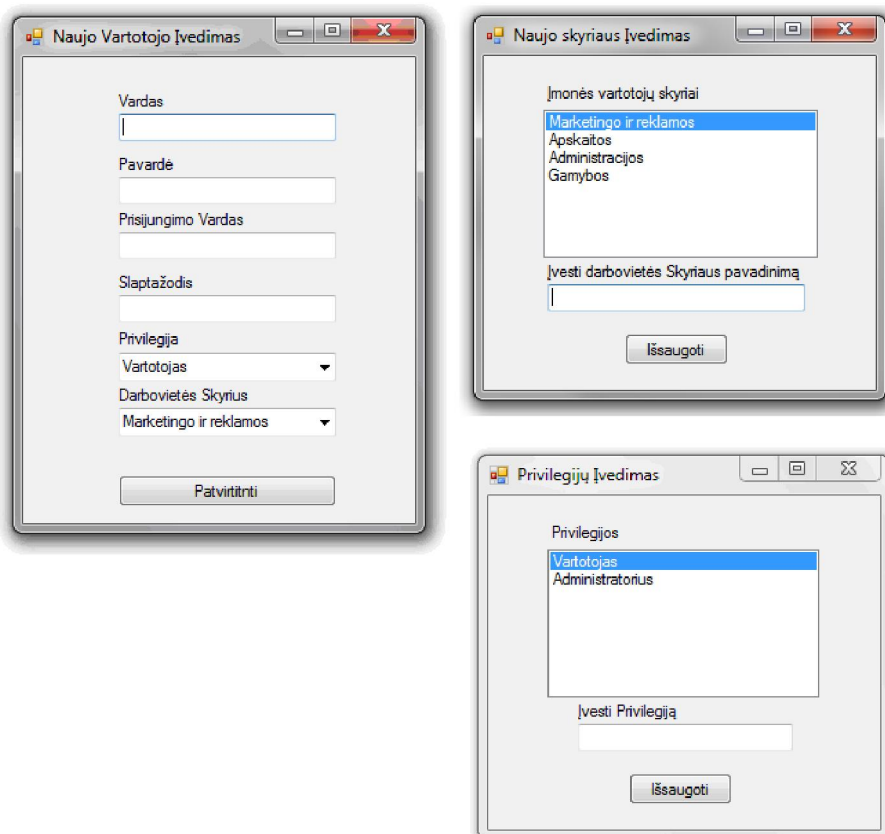 Naujo Vartotojo Įvedimas
Vardas
Pavardė
Prisijungimo Vardas
Slaptažodis
Privilegija
Vartotojas
Darbovietės Skyrius
Marketingo ir reklamos
Patvirtitnti
Naujo skyriaus Įvedimas
Įmonės vartotojų skyriai
Marketingo ir reklamos
Apskaitos
Administracijos
Gamybos
Įvesti darbovietės Skyriaus pavadinimą
Išsaugoti
Privilegijų Įvedimas
Privilegijos
Vartotojas
Administratorius
Įvesti Privilegiją
Išsaugoti